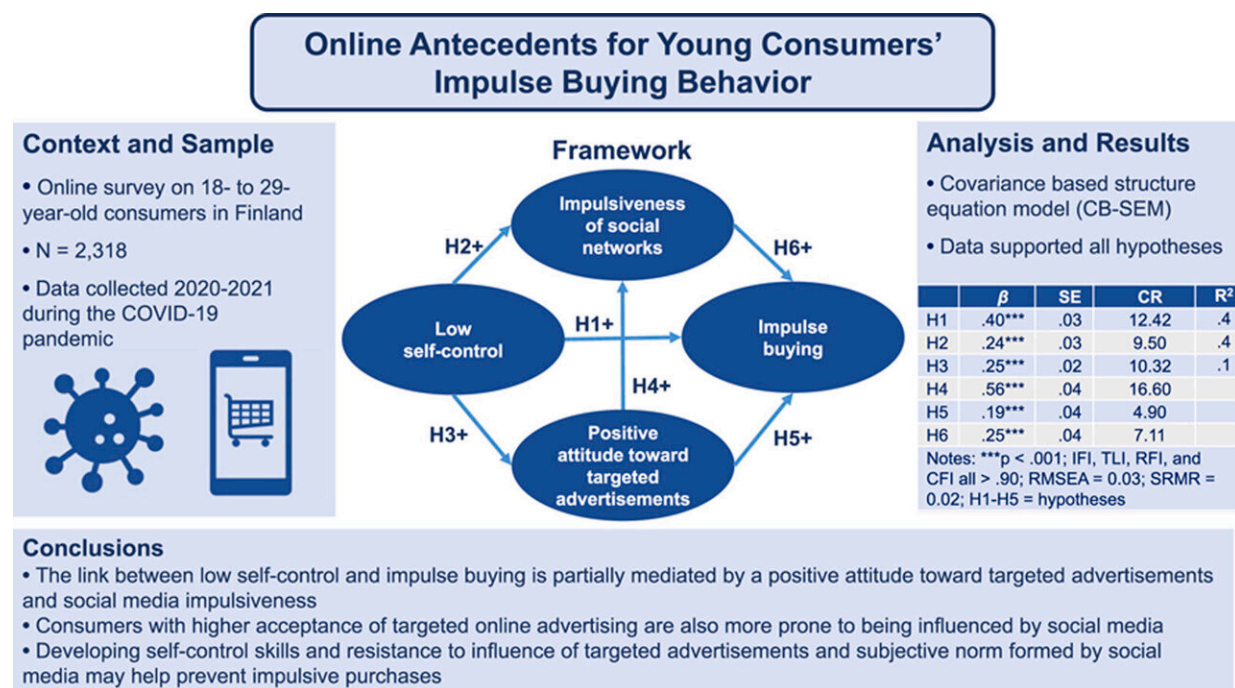 Online Antecedents for Young Consumers'
Impulse Buying Behavior
Context and Sample
• Online survey on 18- to 29-
year-old consumers in Finland
• N = 2,318
• Data collected 2020-2021
during the COVID-19
pandemic
Framework
Impulsiveness
of social
networks
H2+
H6+
Low
self-control
H1+
Impulse
buying
H4+
H3+
H5+
Positive
attitude toward
targeted
advertisements
Analysis and Results
• Covariance based structure
equation model (CB-SEM)
• Data supported all hypotheses
β SE CR R²
H1 .40*** .03 12.42 .4
H2 .24*** .03 9.50 .4
H3 .25*** .02 10.32 .1
H4 .56*** .04 16.60
H5 .19*** .04 4.90
H6 .25*** .04 7.11
Notes: ***p < .001; IFI, TLI, RFI, and
CFI all > .90; RMSEA = 0.03; SRMR =
0.02; H1-H5 = hypotheses
Conclusions
• The link between low self-control and impulse buying is partially mediated by a positive attitude toward targeted advertisements
and social media impulsiveness
• Consumers with higher acceptance of targeted online advertising are also more prone to being influenced by social media
• Developing self-control skills and resistance to influence of targeted advertisements and subjective norm formed by social
media may help prevent impulsive purchases